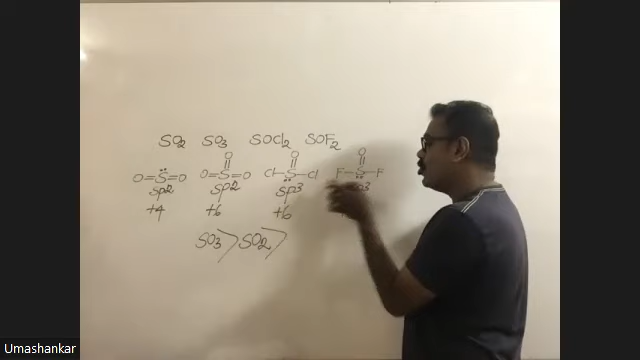 SO2 SO3 SOCl2 SOF2
O O O
O=S=O O=S=O Cl-S-Cl F-S-F
sp2 sp2 sp3 sp3
+4 +6 +6
SO3 > SO2 >
Umashankar